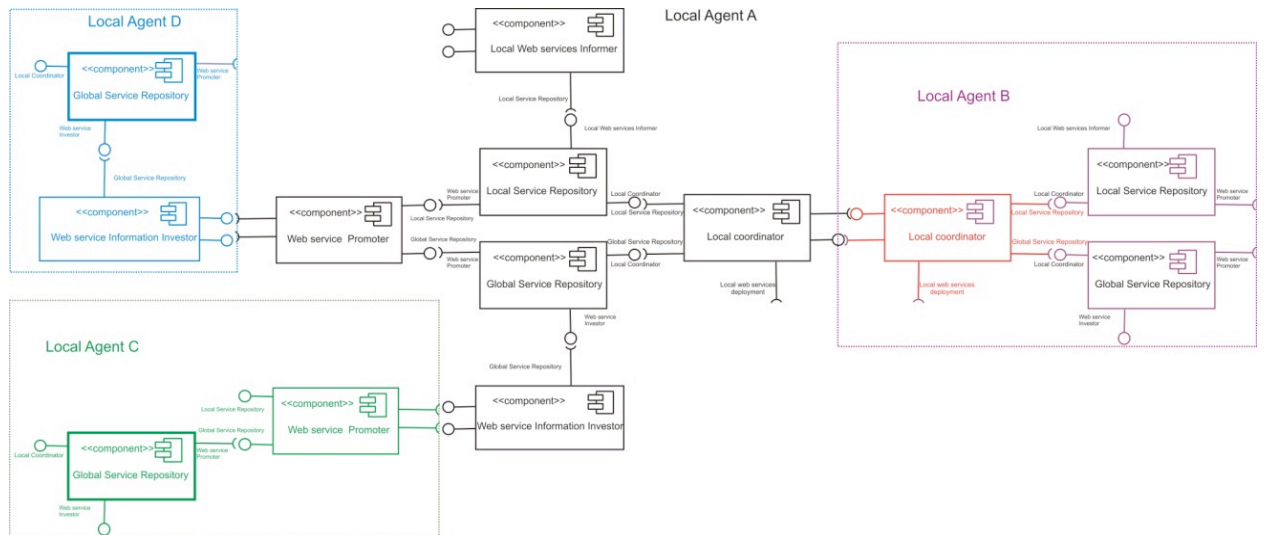 Local Agent D
<<component>>
Global Service Repository
Local Coordinator
Web service
Promoter
Web service
Investor
Global Service Repository
<<component>>
Web service Information Investor
Local Agent A
<<component>>
Local Web services Informer
Local Service Repository
Local Web services Informer
<<component>>
Local Service Repository
<<component>>
Web service Promoter
Web service
Promoter
Local Service Repository
Global Service Repository
Web service
Promoter
<<component>>
Global Service Repository
Web service
Investor
Global Service Repository
<<component>>
Web service Information Investor
Local Coordinator
Local Service Repository
Global Service Repository
Local Coordinator
<<component>>
Local coordinator
Local web services
deployment
Local Agent B
<<component>>
Local coordinator
Local web services
deployment
Local Coordinator
Local Service Repository
Global Service Repository
Local Coordinator
Local Web services Informer
<<component>>
Local Service Repository
Web service
Promoter
<<component>>
Global Service Repository
Web service
Promoter
Web service
Investor
Local Agent C
<<component>>
Web service Promoter
Local Service Repository
Global Service Repository
Web service
Promoter
<<component>>
Global Service Repository
Local Coordinator
Web service
Investor